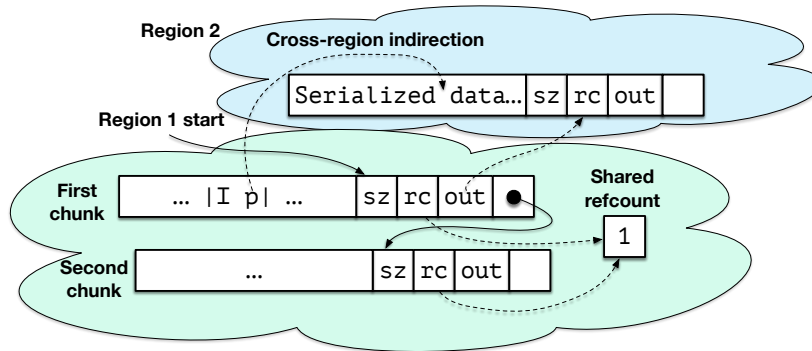 Region 2
Cross-region indirection
Serialized data… sz rc out
Region 1 start
First
chunk
… |I p| … sz rc out
Shared
refcount
1
Second
chunk
… sz rc out